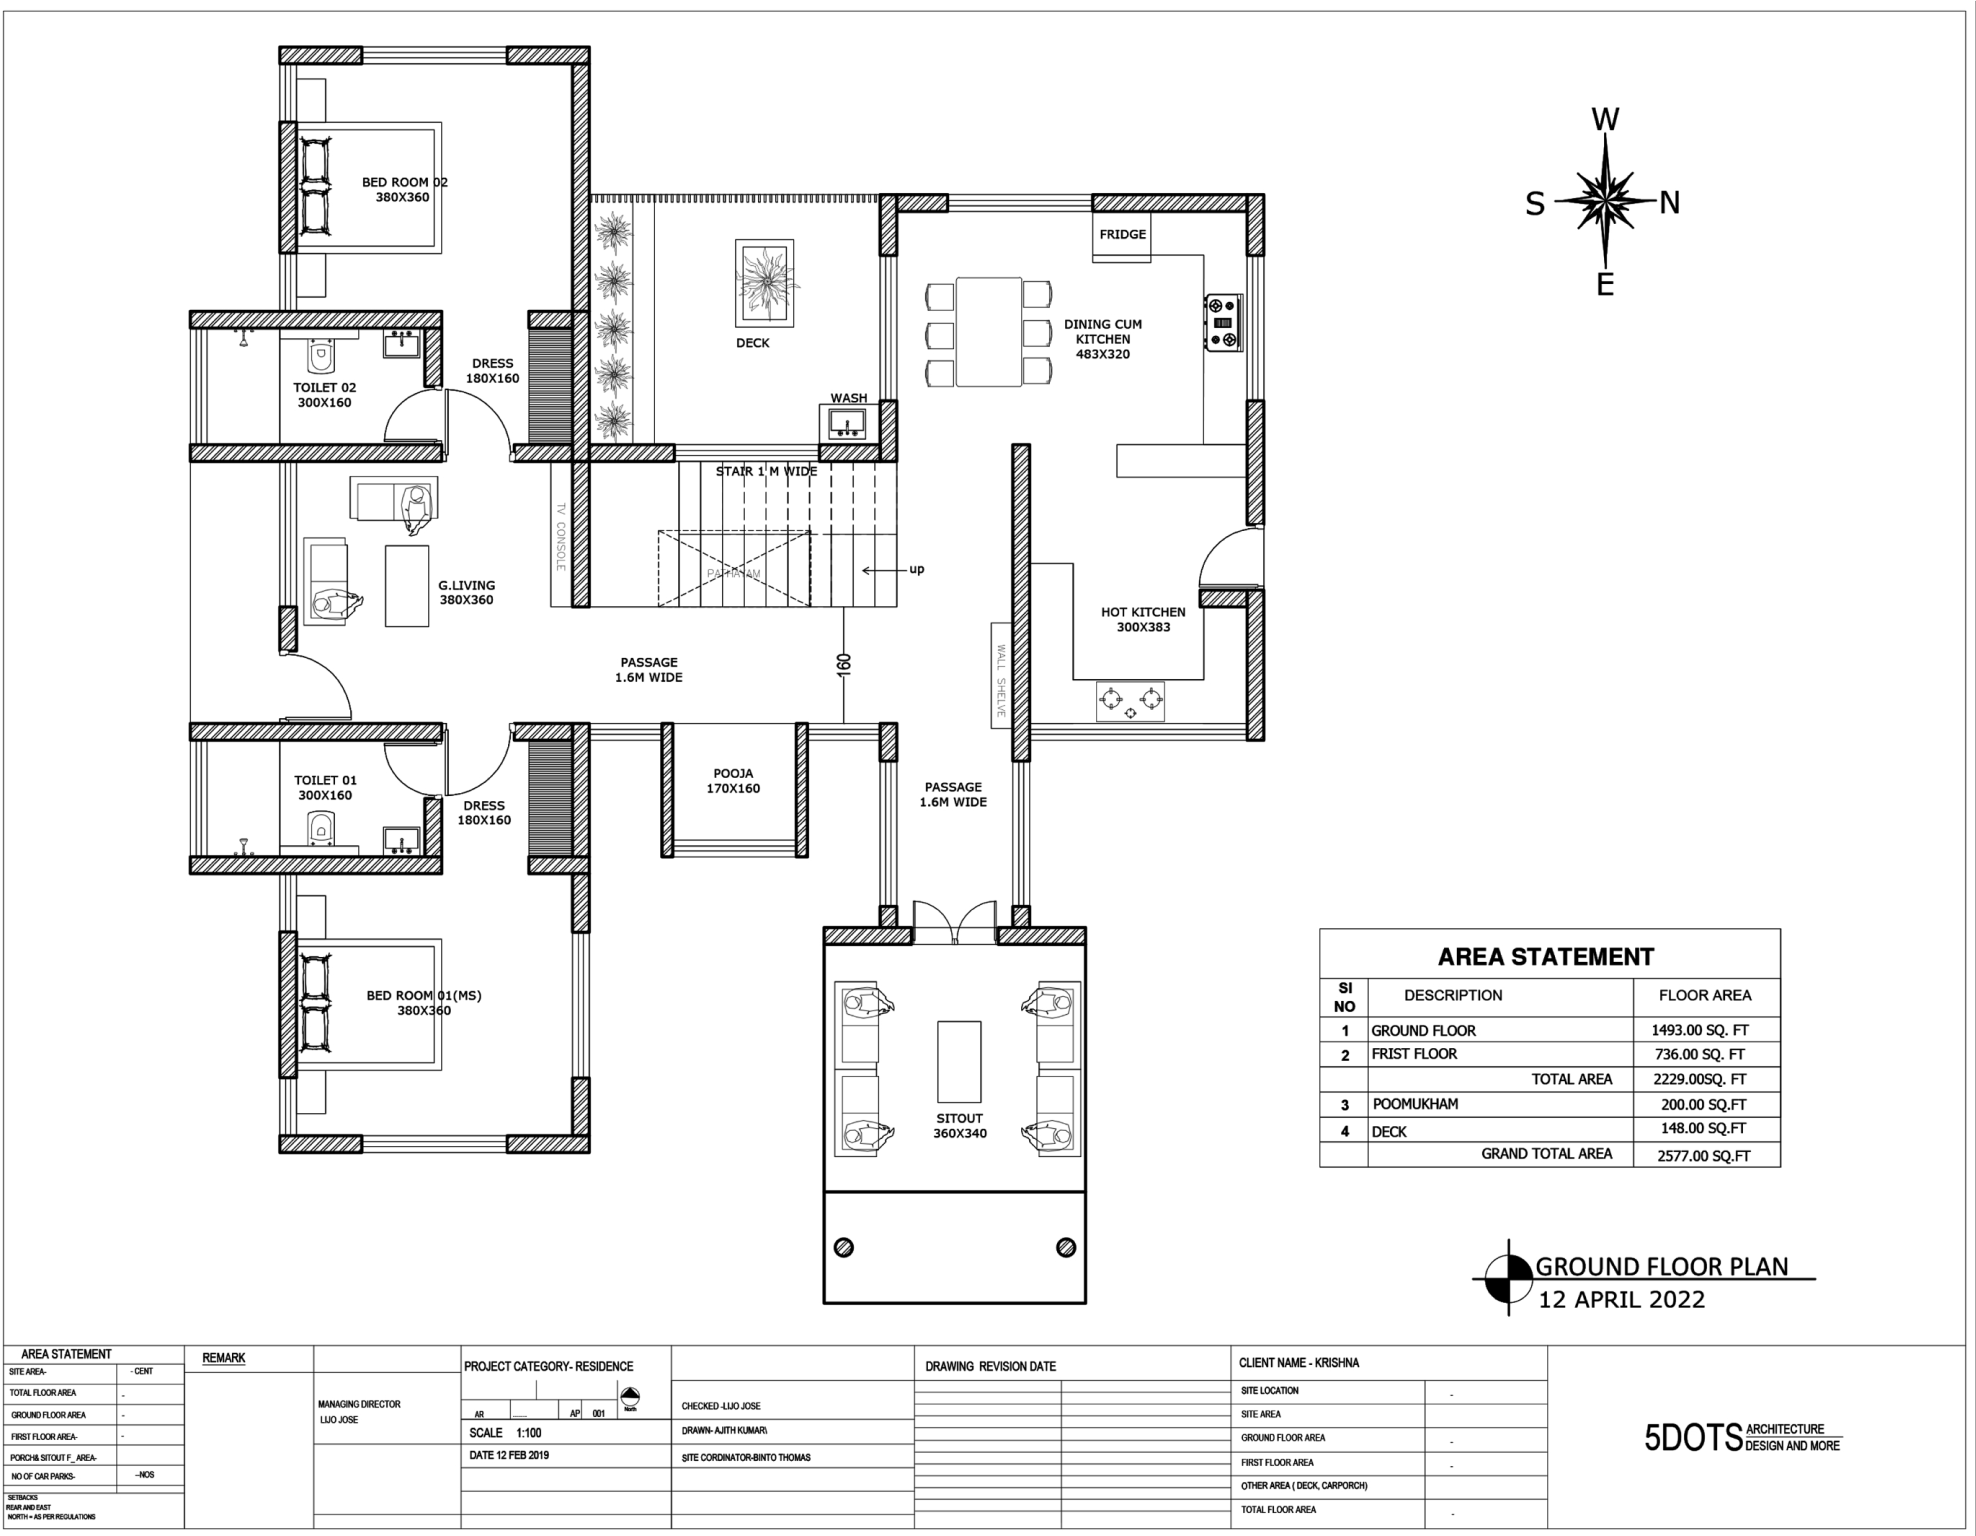 W
S
N
E
BED ROOM 02
380X360
FRIDGE
DINING CUM
KITCHEN
483X320
DECK
DRESS
180X160
TOILET 02
300X160
WASH
STAIR 1 M WIDE
TV CONSOLE
PATHAYAM
up
G.LIVING
380X360
HOT KITCHEN
300X383
PASSAGE
1.6M WIDE
160
WALL SHELVE
TOILET 01
300X160
POOJA
170X160
PASSAGE
1.6M WIDE
DRESS
180X160
BED ROOM 01(MS)
380X360
SITOUT
360X340
AREA STATEMENT
SI NO DESCRIPTION FLOOR AREA
1 GROUND FLOOR 1493.00 SQ. FT
2 FRIST FLOOR 736.00 SQ. FT
TOTAL AREA 2229.00SQ. FT
3 POOMUKHAM 200.00 SQ.FT
4 DECK 148.00 SQ.FT
GRAND TOTAL AREA 2577.00 SQ.FT
GROUND FLOOR PLAN
12 APRIL 2022
AREA STATEMENT
SITE AREA- - CENT
TOTAL FLOOR AREA -
GROUND FLOOR AREA -
FIRST FLOOR AREA- -
PORCH& SITOUT F_ AREA-
NO OF CAR PARKS- --NOS
SETBACKS
REAR AND EAST
NORTH = AS PER REGULATIONS
REMARK
MANAGING DIRECTOR
LIJO JOSE
PROJECT CATEGORY- RESIDENCE
AR AP 001
North
SCALE 1:100
DATE 12 FEB 2019
CHECKED -LIJO JOSE
DRAWN- AJITH KUMAR\
SITE CORDINATOR-BINTO THOMAS
DRAWING REVISION DATE
CLIENT NAME - KRISHNA
SITE LOCATION -
SITE AREA
GROUND FLOOR AREA -
FIRST FLOOR AREA -
OTHER AREA ( DECK, CARPORCH)
TOTAL FLOOR AREA -
5DOTS ARCHITECTURE
DESIGN AND MORE